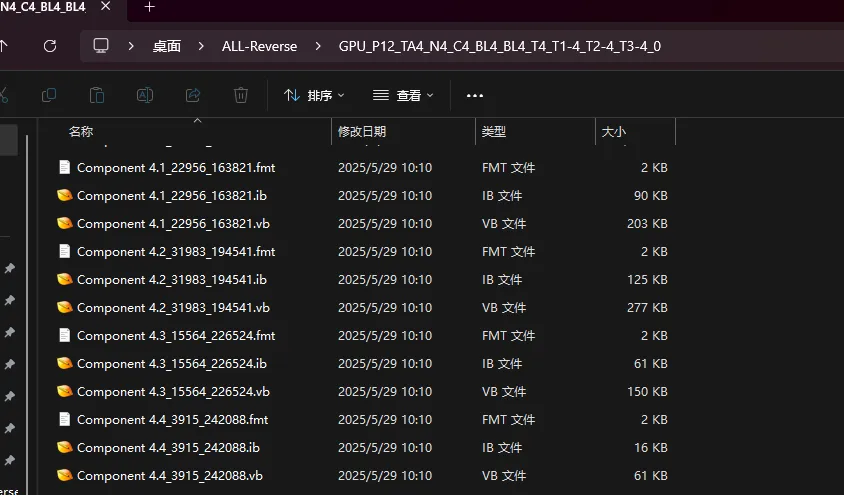 N4_C4_BL4_BL4_
桌面 ALL-Reverse GPU_P12_TA4_N4_C4_BL4_BL4_T4_T1-4_T2-4_T3-4_0
排序 查看
名称 修改日期 类型 大小
Component 4.1_22956_163821.fmt 2025/5/29 10:10 FMT 文件 2 KB
Component 4.1_22956_163821.ib 2025/5/29 10:10 IB 文件 90 KB
Component 4.1_22956_163821.vb 2025/5/29 10:10 VB 文件 203 KB
Component 4.2_31983_194541.fmt 2025/5/29 10:10 FMT 文件 2 KB
Component 4.2_31983_194541.ib 2025/5/29 10:10 IB 文件 125 KB
Component 4.2_31983_194541.vb 2025/5/29 10:10 VB 文件 277 KB
Component 4.3_15564_226524.fmt 2025/5/29 10:10 FMT 文件 2 KB
Component 4.3_15564_226524.ib 2025/5/29 10:10 IB 文件 61 KB
Component 4.3_15564_226524.vb 2025/5/29 10:10 VB 文件 150 KB
Component 4.4_3915_242088.fmt 2025/5/29 10:10 FMT 文件 2 KB
Component 4.4_3915_242088.ib 2025/5/29 10:10 IB 文件 16 KB
Component 4.4_3915_242088.vb 2025/5/29 10:10 VB 文件 61 KB